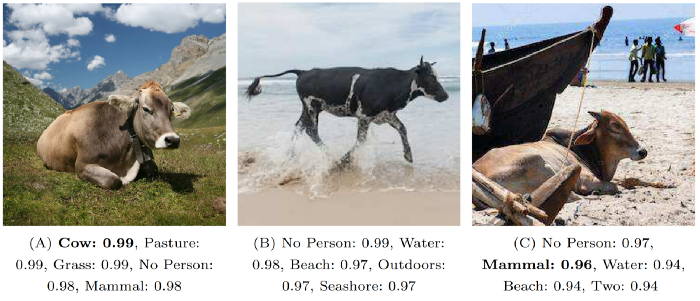 (A) Cow: 0.99, Pasture:
0.99, Grass: 0.99, No Person:
0.98, Mammal: 0.98
(B) No Person: 0.99, Water:
0.98, Beach: 0.97, Outdoors:
0.97, Seashore: 0.97
(C) No Person: 0.97,
Mammal: 0.96, Water: 0.94,
Beach: 0.94, Two: 0.94